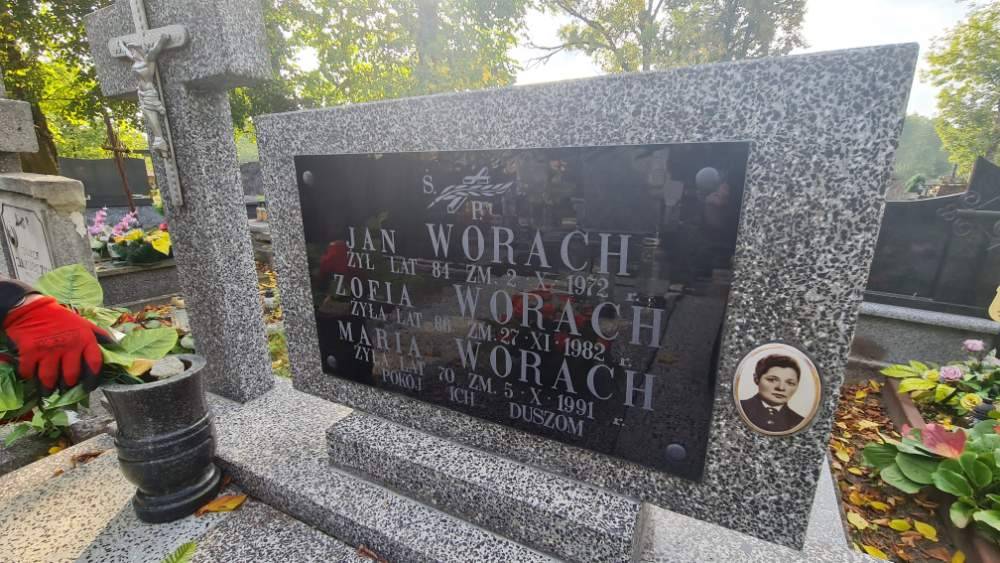 Ś.
P.
JAN WORACH
ŻYŁ LAT 84 ZM. 2.X.1972 r.
ZOFIA WORACH
ŻYŁA LAT 86 ZM. 27.XI.1982 r.
MARIA WORACH
ŻYŁA LAT 70 ZM. 5.X.1991 r.
POKÓJ ICH DUSZOM